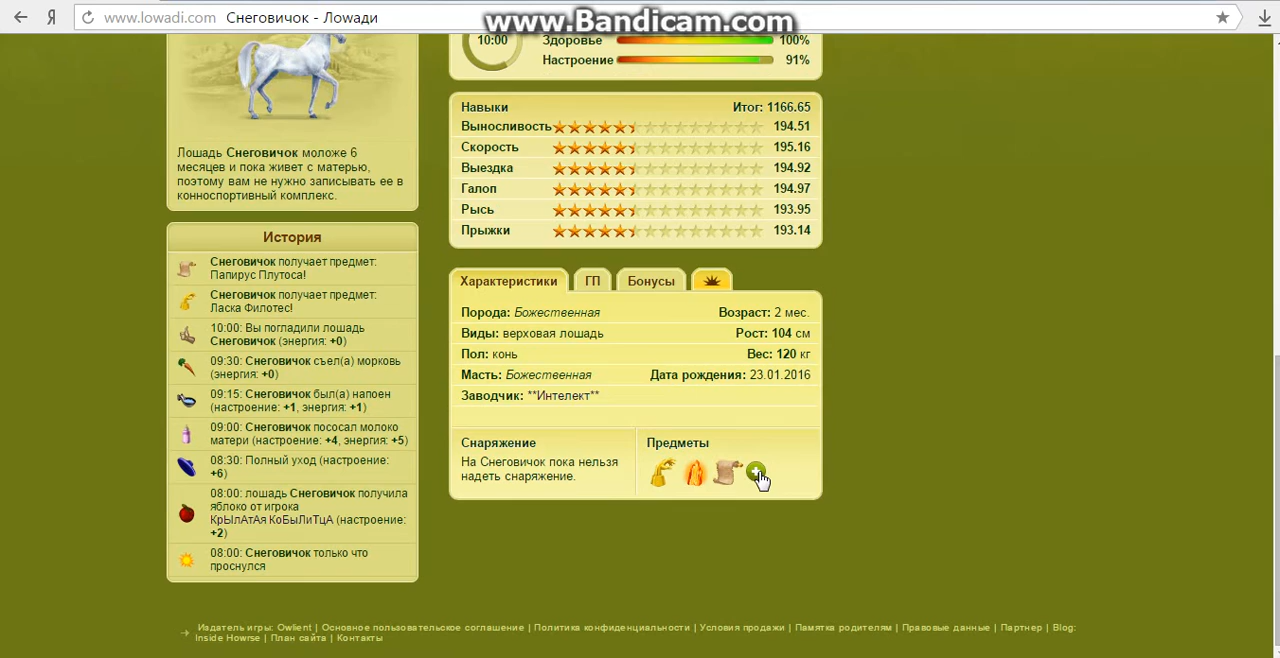 www.lowadi.com Снеговичок - Ловади
www.Bandicam.com
10:00
Здоровье 100%
Настроение 91%
Лошадь Снеговичок моложе 6
месяцев и пока живет с матерью,
поэтому вам не нужно записывать ее в
конноспортивный комплекс.
История
Снеговичок получает предмет:
Папирус Плутоса!
Снеговичок получает предмет:
Ласка Филотес!
10:00: Вы погладили лошадь
Снеговичок (энергия: +0)
09:30: Снеговичок съел(а) морковь
(энергия: +0)
09:15: Снеговичок был(а) напоен
(настроение: +1, энергия: +1)
09:00: Снеговичок пососал молоко
матери (настроение: +4, энергия: +5)
08:30: Полный уход (настроение:
+6)
08:00: лошадь Снеговичок получила
яблоко от игрока
КрЫлАтАя КоБыЛиТцА (настроение:
+2)
08:00: Снеговичок только что
проснулся
Навыки Итог: 1166.65
Выносливость 194.51
Скорость 195.16
Выездка 194.92
Галоп 194.97
Рысь 193.95
Прыжки 193.14
Характеристики ГП Бонусы
Порода: Божественная Возраст: 2 мес.
Виды: верховая лошадь Рост: 104 см
Пол: конь Вес: 120 кг
Масть: Божественная Дата рождения: 23.01.2016
Заводчик: **Интелект**
Снаряжение
На Снеговичок пока нельзя
надеть снаряжение.
Предметы
Издатель игры: Owlient | Основное пользовательское соглашение | Политика конфиденциальности | Условия продажи | Памятка родителям | Правовые данные | Партнер | Blog:
Inside Howrse | План сайта | Контакты